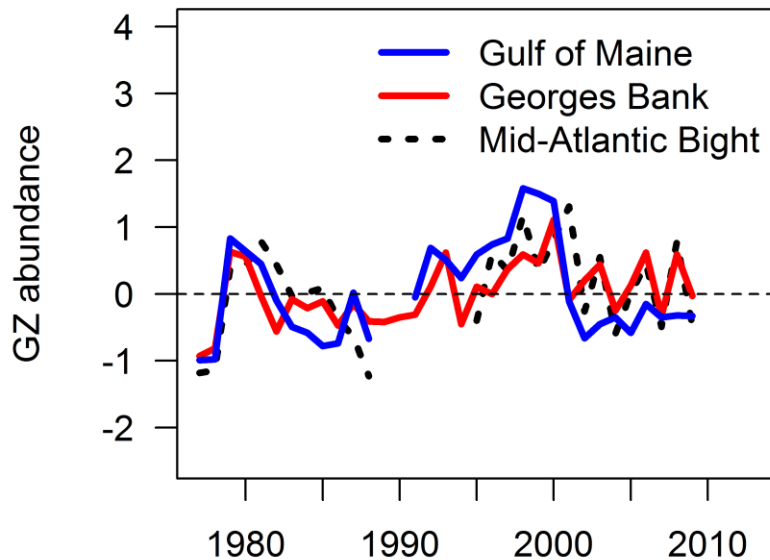 4
Gulf of Maine
3
Georges Bank
2
Mid-Atlantic Bight
1
0
-1
-2
GZ abundance
1980 1990 2000 2010